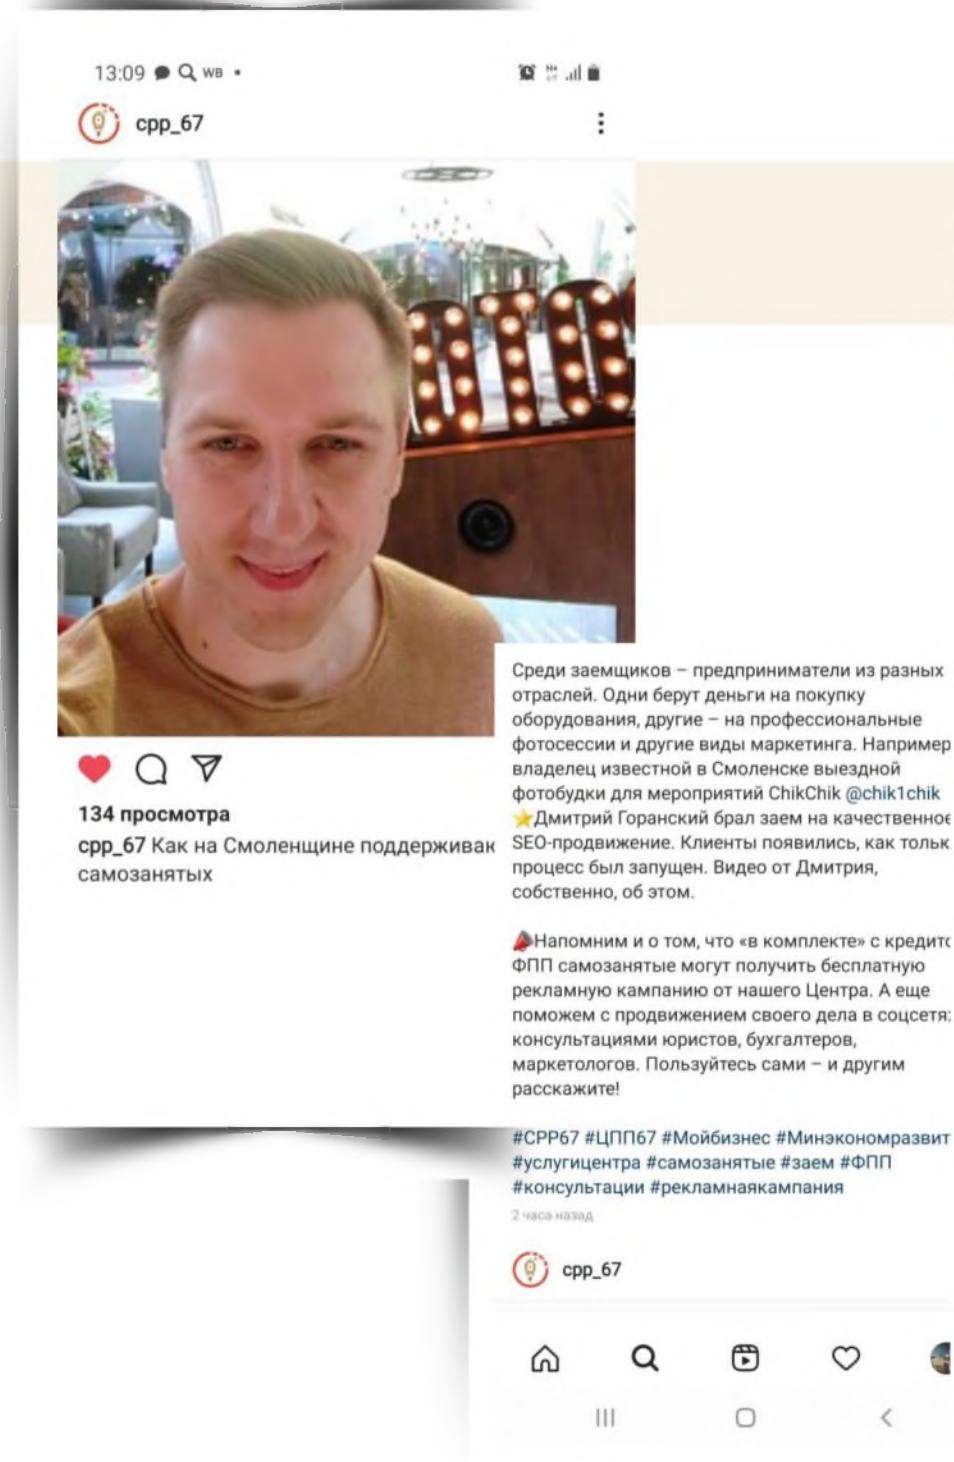 13:09 WB
cpp_67
134 просмотра
cpp_67 Как на Смоленщине поддерживаю
самозанятых
Среди заемщиков – предприниматели из разных
отраслей. Одни берут деньги на покупку
оборудования, другие – на профессиональные
фотосессии и другие виды маркетинга. Например
владелец известной в Смоленске выездной
фотобудки для мероприятий ChikChik @chik1chik
⭐Дмитрий Горанский брал заем на качественное
SEO-продвижение. Клиенты появились, как тольк
процесс был запущен. Видео от Дмитрия,
собственно, об этом.
📣Напомним и о том, что «в комплекте» с кредито
ФПП самозанятые могут получить бесплатную
рекламную кампанию от нашего Центра. А еще
поможем с продвижением своего дела в соцсетя
консультациями юристов, бухгалтеров,
маркетологов. Пользуйтесь сами – и другим
расскажите!
#СРР67 #ЦПП67 #Мойбизнес #Минэкономразвит
#услугицентра #самозанятые #заем #ФПП
#консультации #рекламнаякампания
2 часа назад
cpp_67